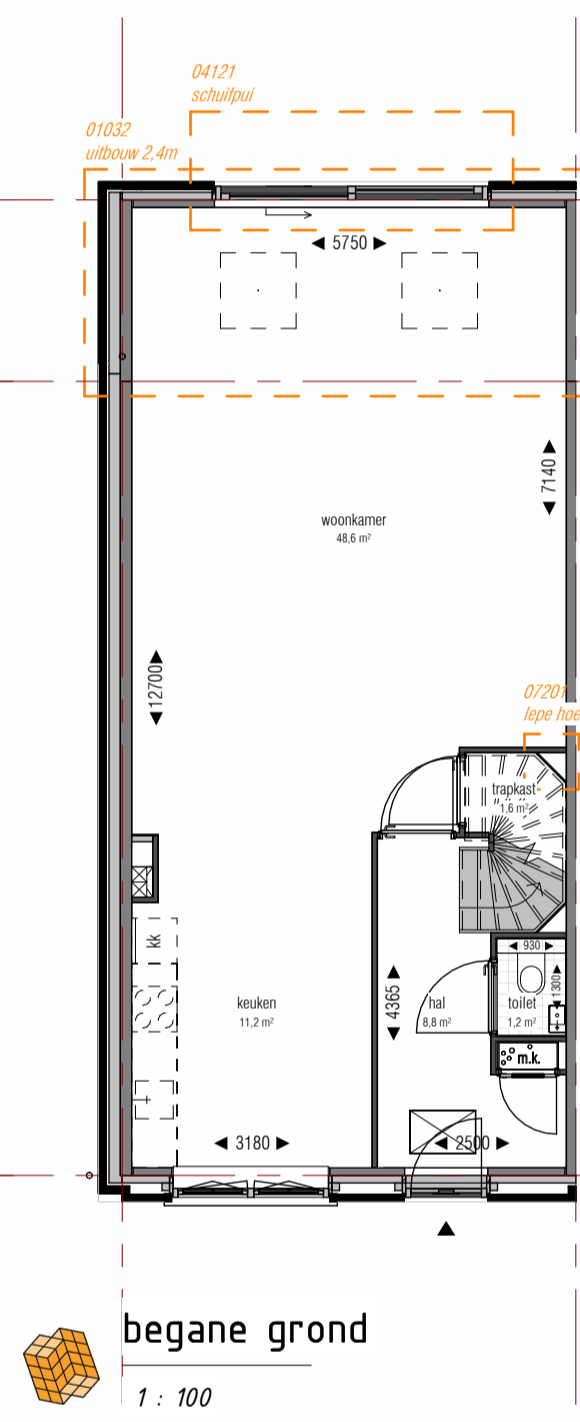 04121
schuifpui
01032
uitbouw 2,4m
5750
7140
woonkamer
48,6 m²
12700
07201
lepe hoe
trapkast
1,6 m²
930
kk
4365
1300
keuken
11,2 m²
hal
8,8 m²
toilet
1,2 m²
m.k.
3180
2500
begane grond
1 : 100